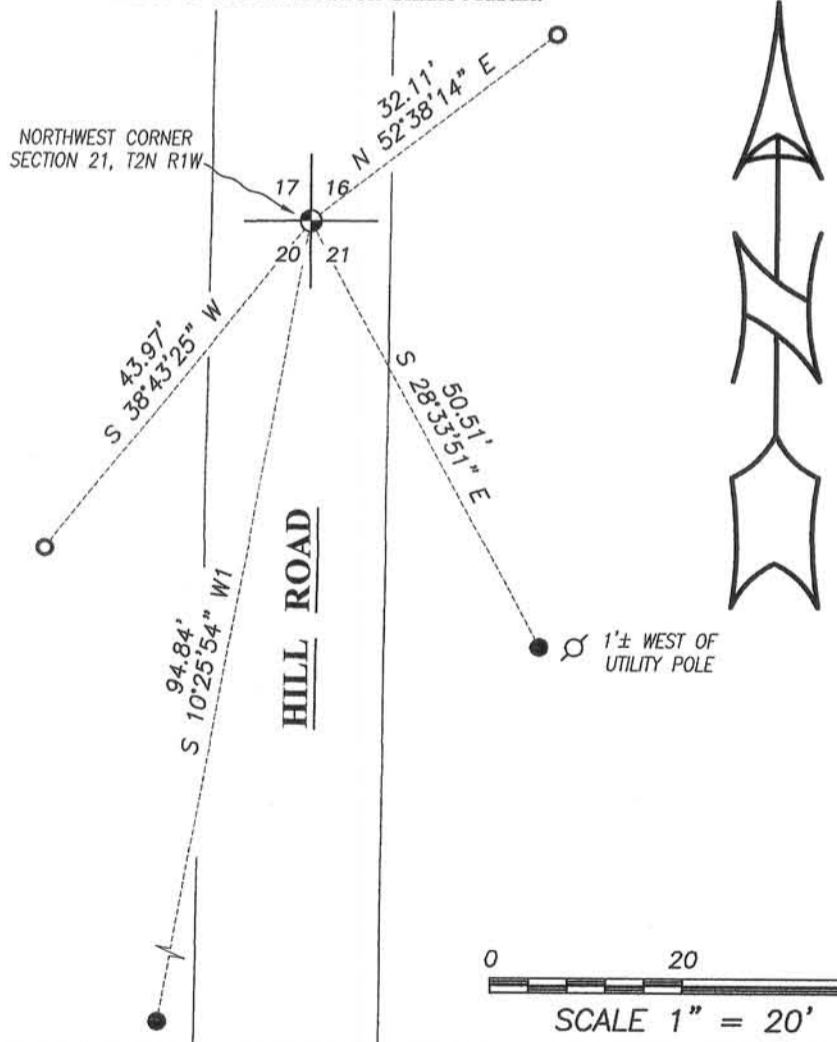 32.11'
N 52°38'14" E
NORTHWEST CORNER
SECTION 21, T2N R1W
17 16
20 21
43.97'
S 38°43'25" W
50.51'
S 28°33'51" E
94.84'
S 10°25'54" W1
HILL ROAD
1'± WEST OF
UTILITY POLE
0 20
SCALE 1" = 20'